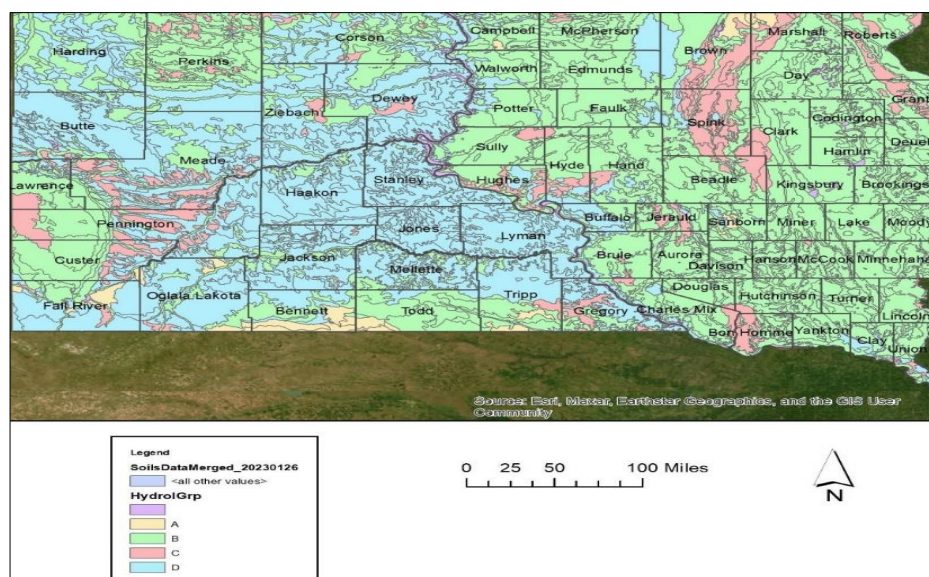 Harding
Perkins
Corson
Campbell
McPherson
Brown
Marshall
Roberts
Walworth
Edmunds
Day
Dewey
Ziebach
Potter
Faulk
Grant
Butte
Spink
Codington
Clark
Meade
Sully
Hamlin
Deuel
Lawrence
Haakon
Stanley
Hughes
Hyde
Hand
Beadle
Kingsbury
Brookings
Pennington
Jones
Lyman
Buffalo
Jerauld
Sanborn
Miner
Lake
Moody
Custer
Jackson
Mellette
Brule
Aurora
Davison
Hanson
McCook
Minnehaha
Fall River
Oglala Lakota
Tripp
Douglas
Hutchinson
Turner
Bennett
Todd
Gregory
Charles Mix
Lincoln
Bon Homme
Yankton
Clay
Union
Source: Esri, Maxar, Earthstar Geographics, and the GIS User
Community
Legend
SoilsDataMerged_20230126
<all other values>
HydrolGrp
A
B
C
D
0 25 50 100 Miles
N